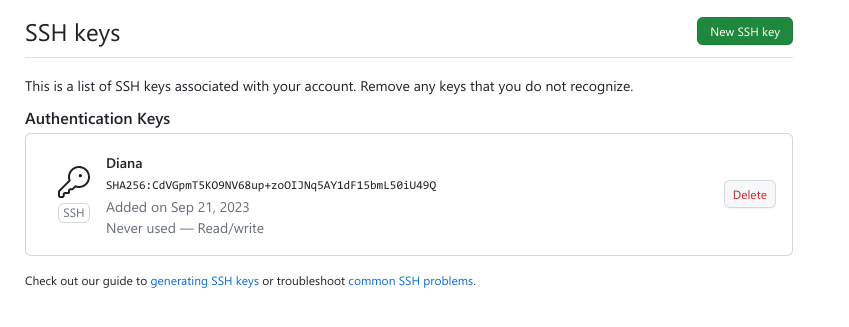 SSH keys
New SSH key
This is a list of SSH keys associated with your account. Remove any keys that you do not recognize.
Authentication Keys
Diana
SHA256:CdVGpmT5KO9NV68up+zoOIJNq5AY1dF15bmL50iU49Q
SSH
Added on Sep 21, 2023
Never used — Read/write
Delete
Check out our guide to generating SSH keys or troubleshoot common SSH problems.